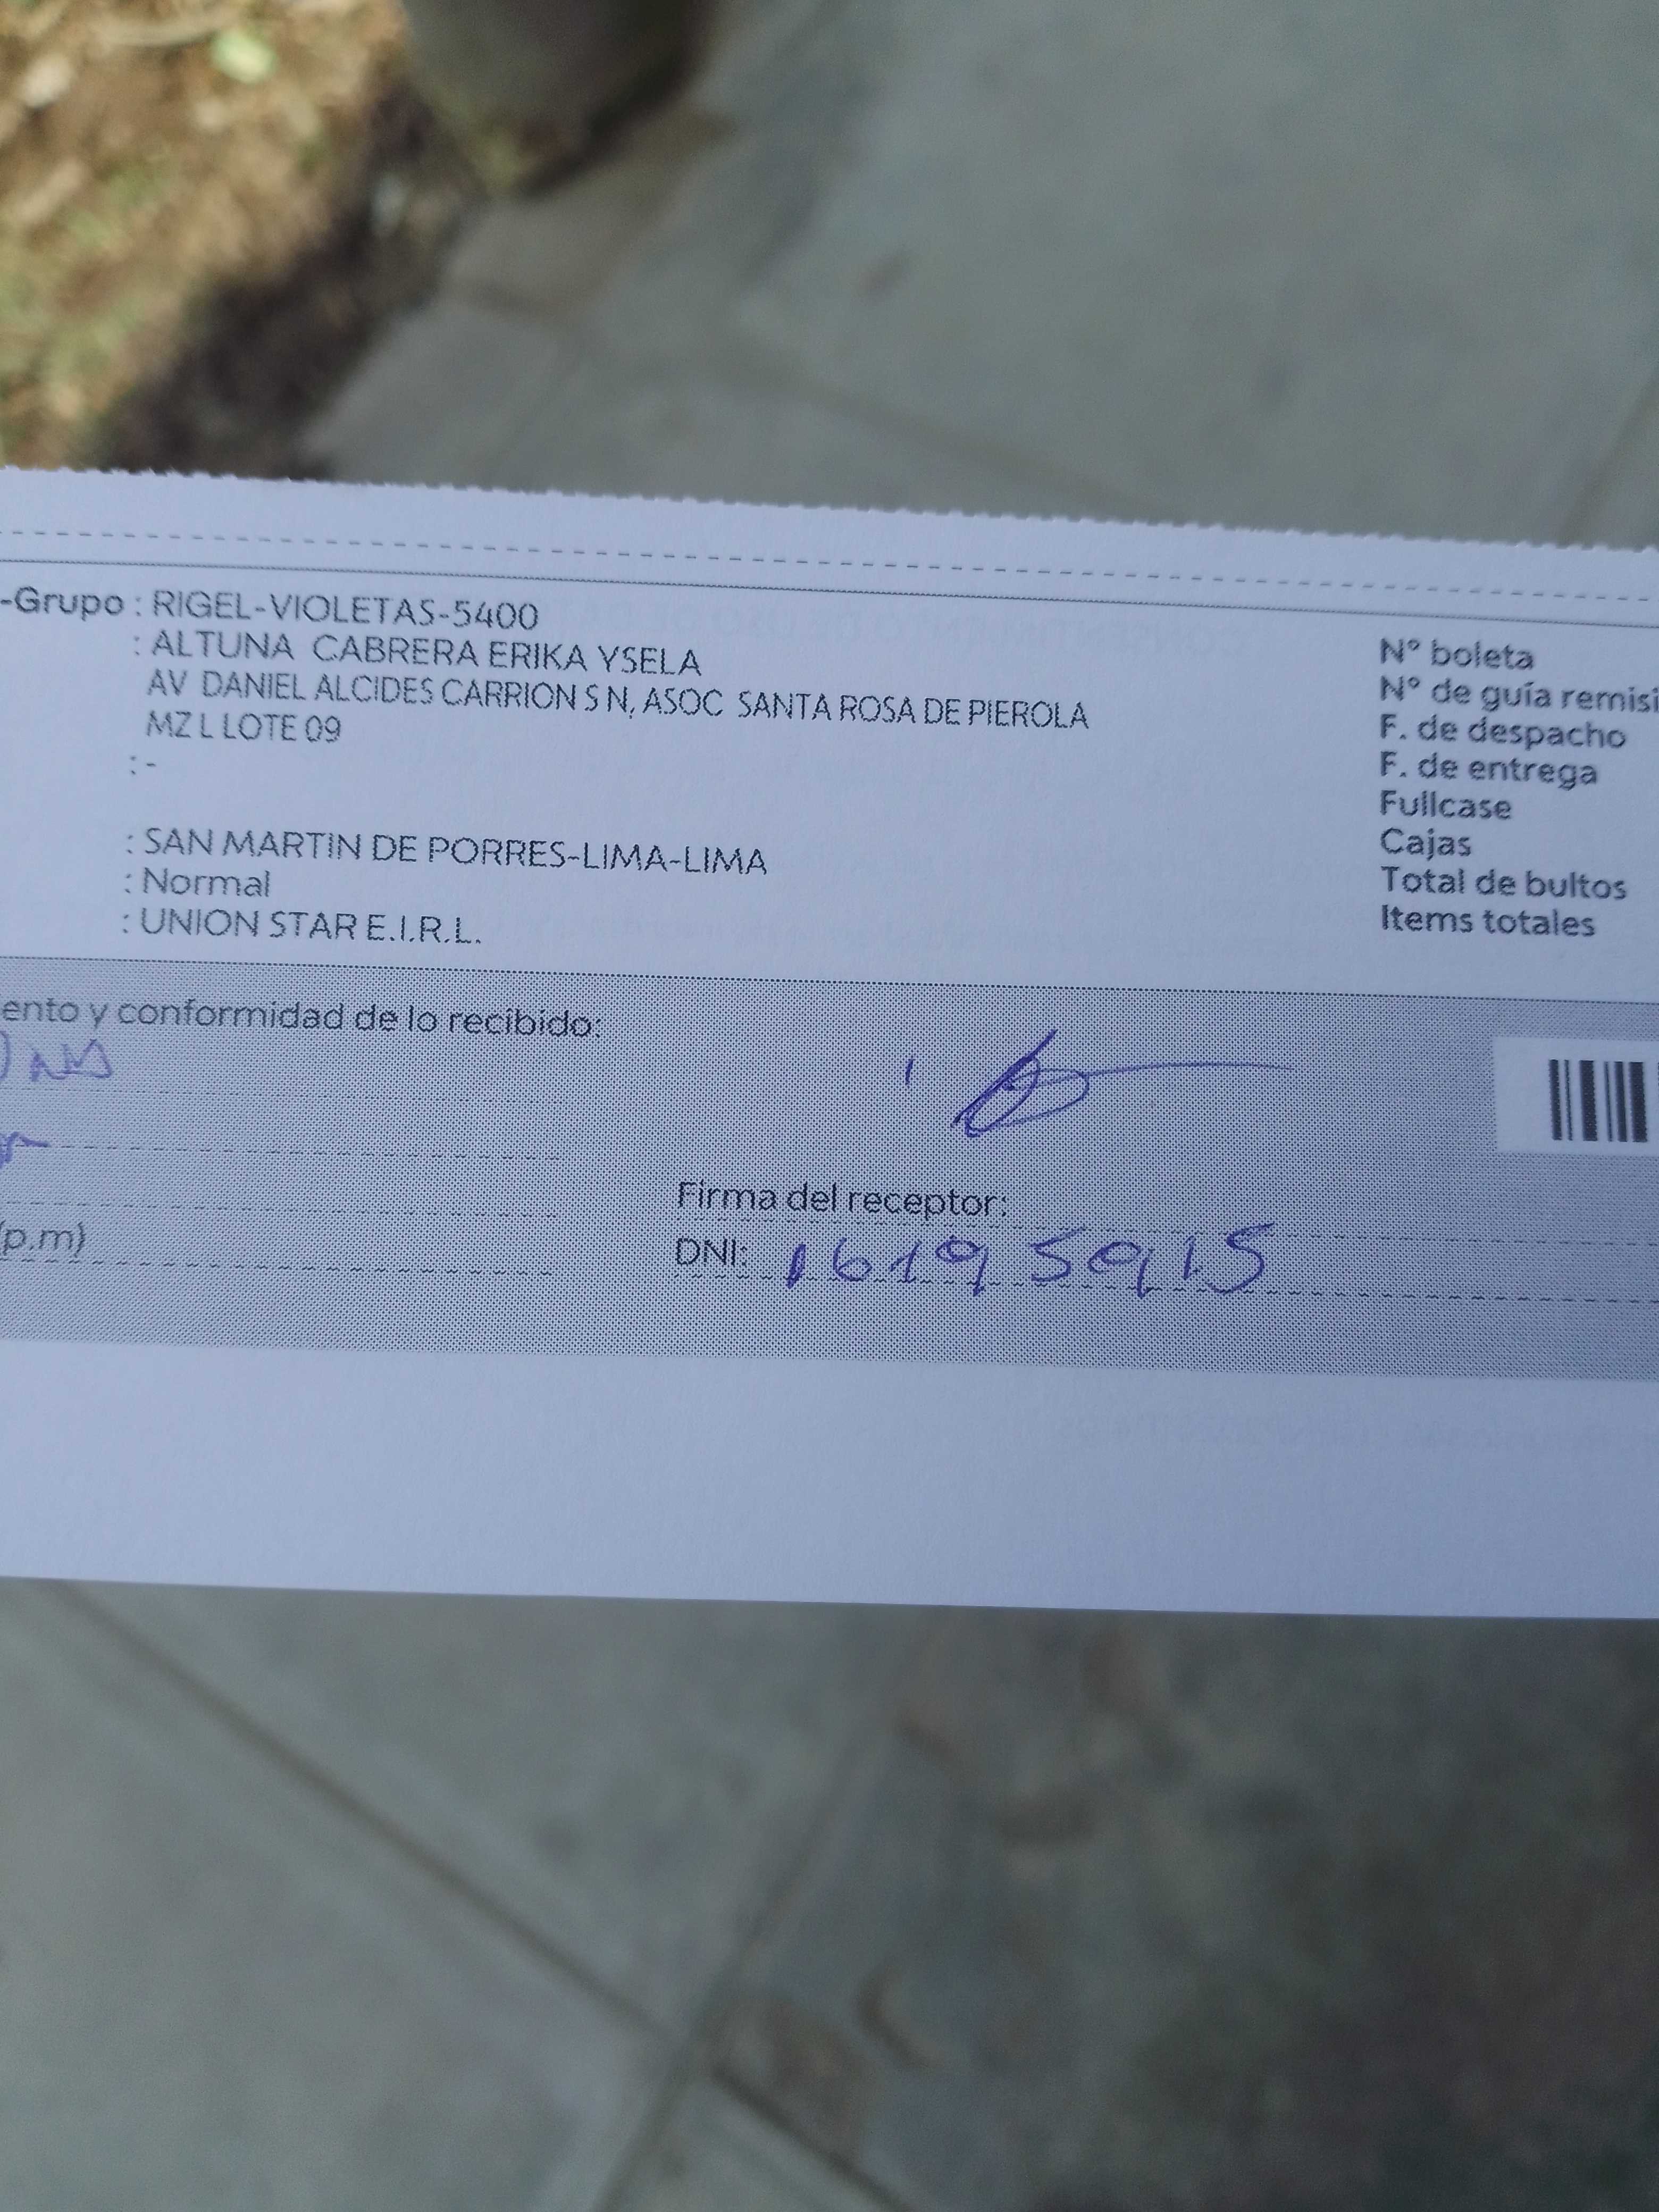 -Grupo : RIGEL-VIOLETAS-5400
: ALTUNA CABRERA ERIKA YSELA
AV DANIEL ALCIDES CARRION S N, ASOC SANTA ROSA DE PIEROLA
MZ L LOTE 09
: -
: SAN MARTIN DE PORRES-LIMA-LIMA
: Normal
: UNION STAR E.I.R.L.
N° boleta
N° de guía remisi
F. de despacho
F. de entrega
Fullcase
Cajas
Total de bultos
Items totales
ento y conformidad de lo recibido:
(p.m)
Firma del receptor:
DNI: 16195915